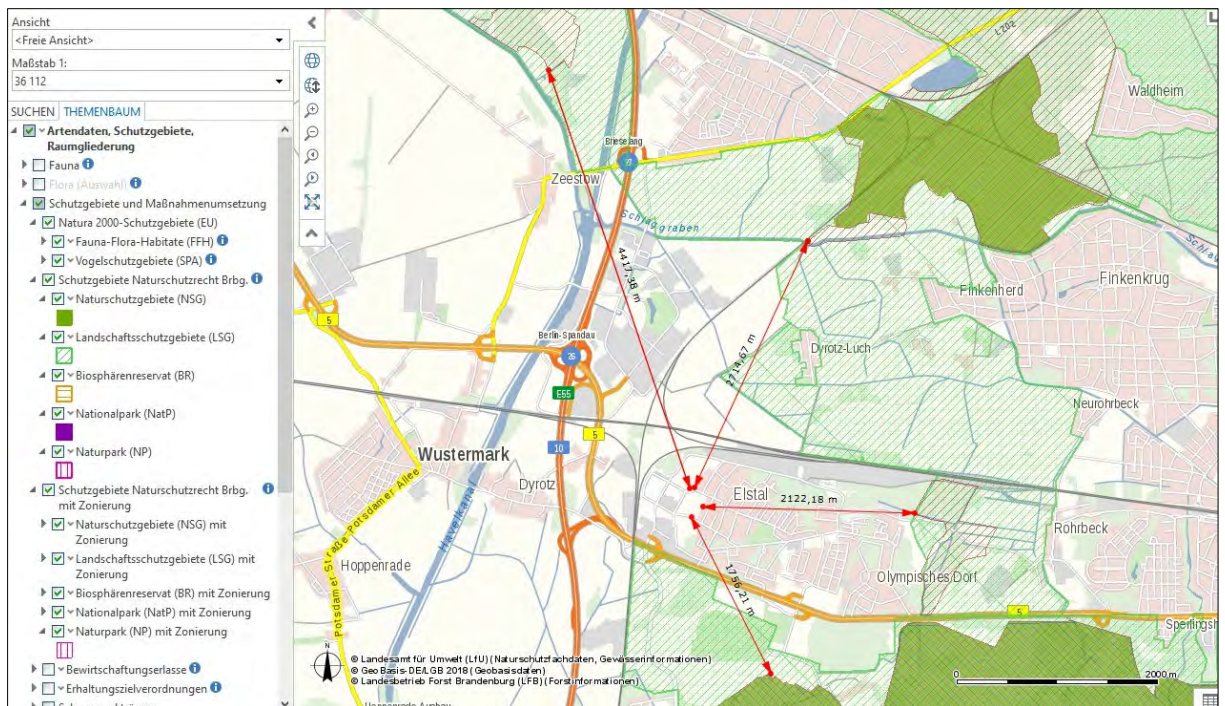 Ansicht
<Freie Ansicht>
Maßstab 1:
36 112
SUCHEN THEMENBAUM
Artendaten, Schutzgebiete,
Raumgliederung
Fauna
Flora (Auswahl)
Schutzgebiete und Maßnahmenumsetzung
Natura 2000-Schutzgebiete (EU)
Fauna-Flora-Habitate (FFH)
Vogelschutzgebiete (SPA)
Schutzgebiete Naturschutzrecht Brbg.
Naturschutzgebiete (NSG)
Landschaftsschutzgebiete (LSG)
Biosphärenreservat (BR)
Nationalpark (NatP)
Naturpark (NP)
Schutzgebiete Naturschutzrecht Brbg.
mit Zonierung
Naturschutzgebiete (NSG) mit
Zonierung
Landschaftsschutzgebiete (LSG) mit
Zonierung
Biosphärenreservat (BR) mit Zonierung
Nationalpark (NatP) mit Zonierung
Naturpark (NP) mit Zonierung
Bewirtschaftungserlasse
Erhaltungszielverordnungen
L202
Waldheim
Brieselang
27
Zeestow
Schlaggraben
4417,38 m
Finkenkrug
Finkenherd
5
Berlin-Spandau
26
2714,67 m
Dyrotz-Luch
E55
5
Neurohrbeck
10
Wustermark
Dyrotz
Elstal
2122,18 m
Rohrbeck
Havelkanal
Potsdamer Straße-Potsdamer Allee
Hoppenrade
1756,21 m
Olympisches Dorf
5
N
© Landesamt für Umwelt (LfU) (Naturschutzfachdaten, Gewässerinformationen)
© GeoBasis-DE/LGB 2018 (Geobasisdaten)
© Landesbetrieb Forst Brandenburg (LFB) (Forstinformationen)
0 2000 m